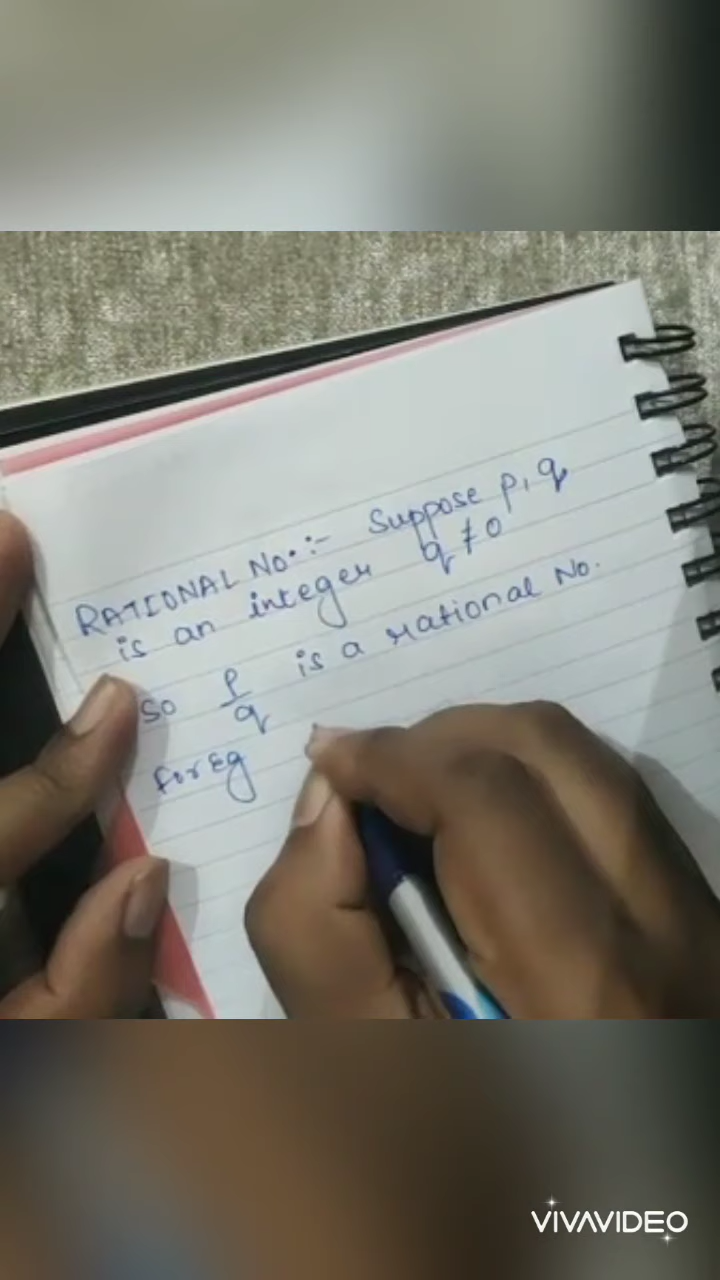 RATIONAL NO.:- Suppose p, q
is an integer q ≠ 0
so p/q is a rational No.
for Eg
VIVAVIDEO